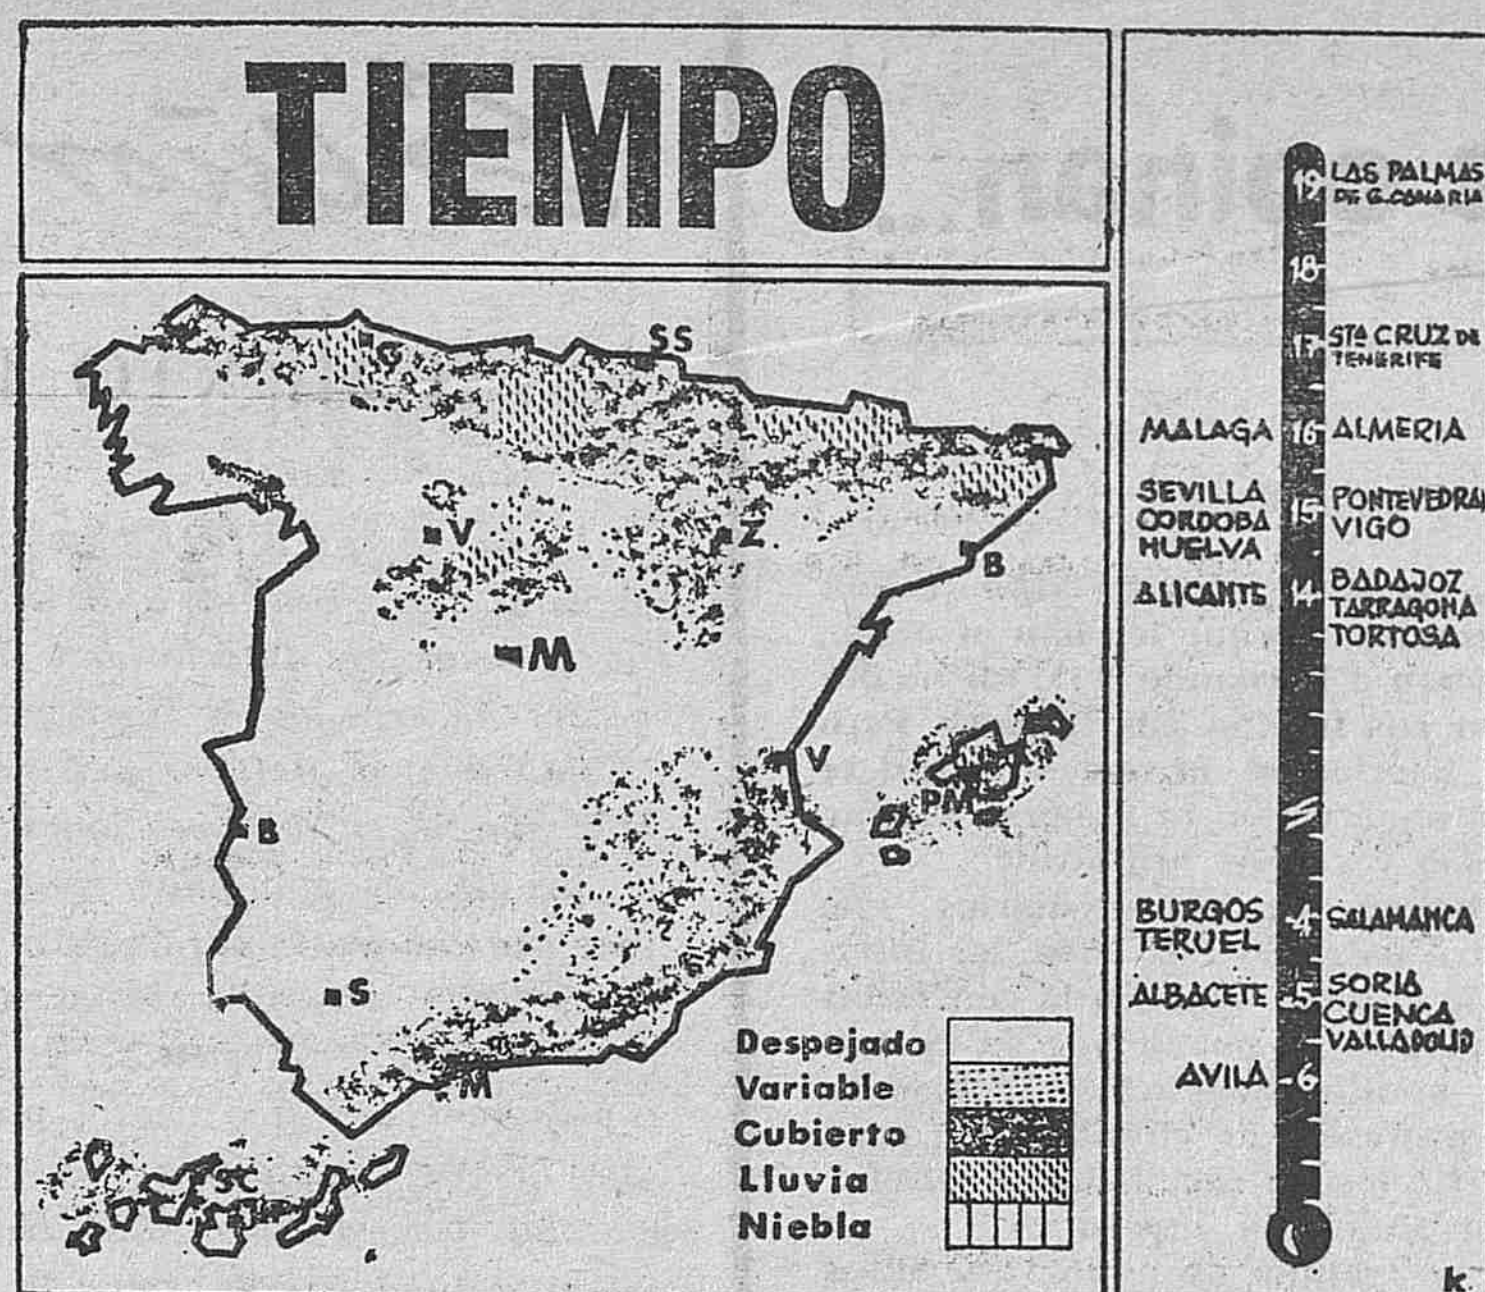 TIEMPO
G
SS
V
Z
B
M
V
PM
B
S
M
SC
Despejado
Variable
Cubierto
Lluvia
Niebla
19 LAS PALMAS
DE G. CANARIA
18
17 STA CRUZ DE
TENERIFE
MALAGA 16 ALMERIA
SEVILLA
CORDOBA
HUELVA
15 PONTEVEDRA
VIGO
ALICANTE 14 BADAJOZ
TARRAGONA
TORTOSA
BURGOS
TERUEL
-4 SALAMANCA
ALBACETE -5 SORIA
CUENCA
VALLADOLID
AVILA -6
k.